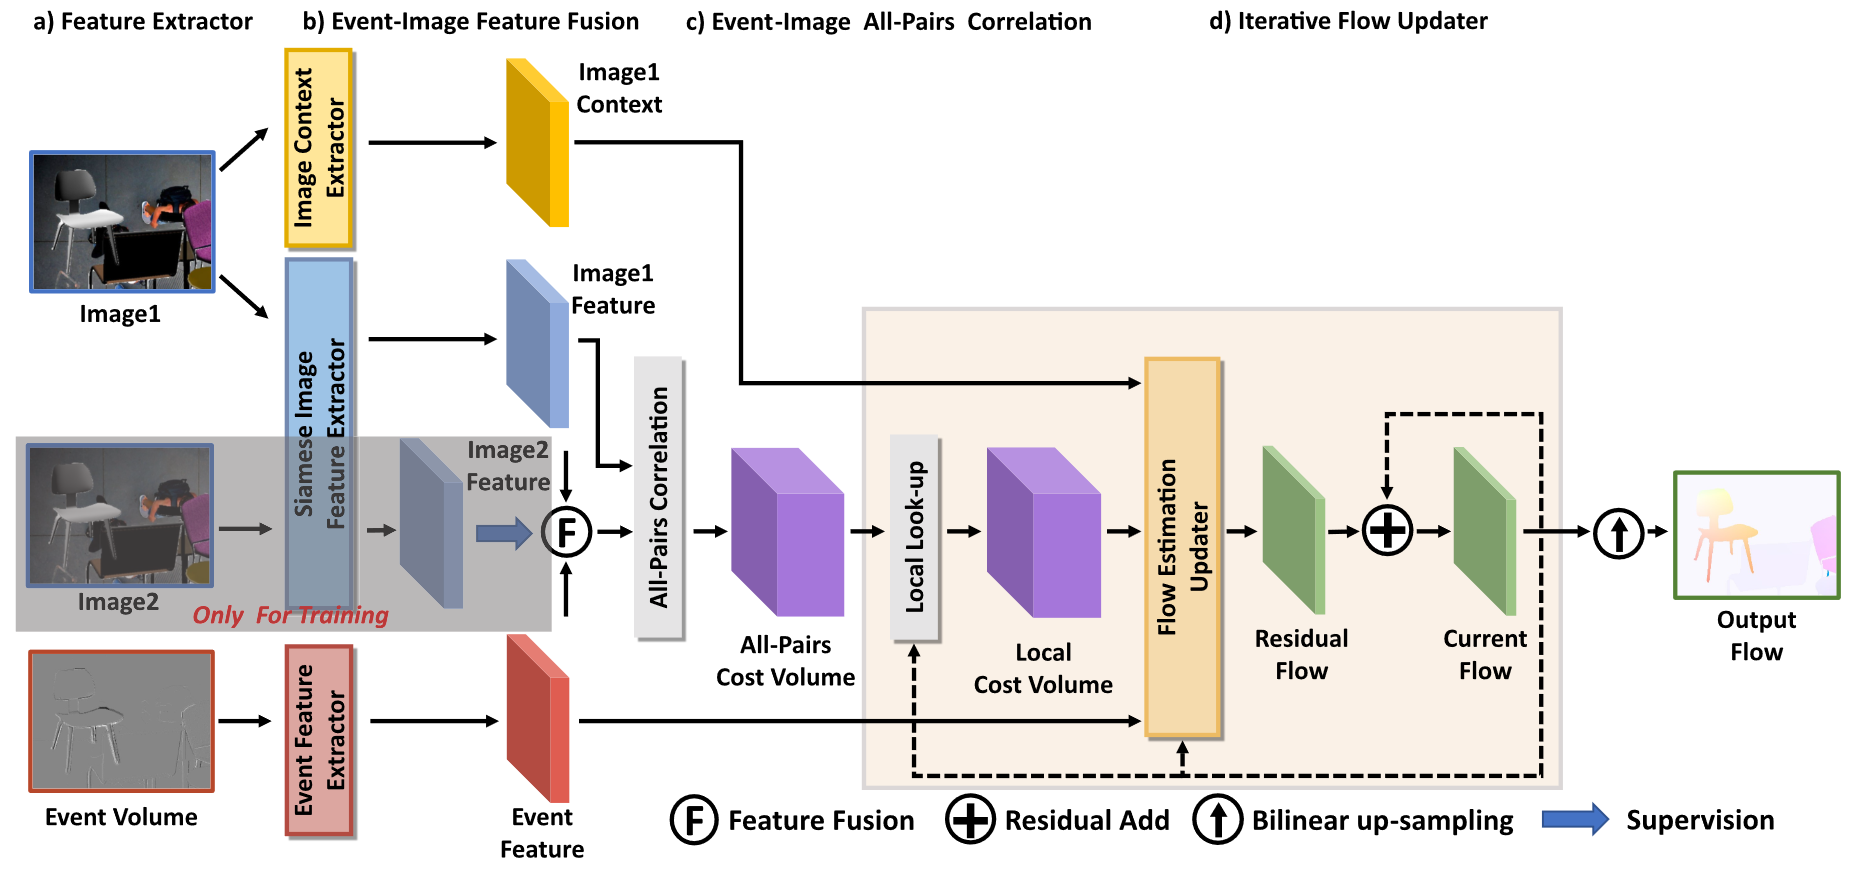 a) Feature Extractor
b) Event-Image Feature Fusion
c) Event-Image All-Pairs Correlation
d) Iterative Flow Updater
Image Context
Extractor
Image1
Context
Image1
Siamese Image
Feature Extractor
Image1
Feature
Image2
Feature
Image2
Only For Training
F
All-Pairs Correlation
All-Pairs
Cost Volume
Local Look-up
Local
Cost Volume
Flow Estimation
Updater
Residual
Flow
Current
Flow
Output
Flow
Event Volume
Event Feature
Extractor
Event
Feature
F Feature Fusion
Residual Add
Bilinear up-sampling
Supervision